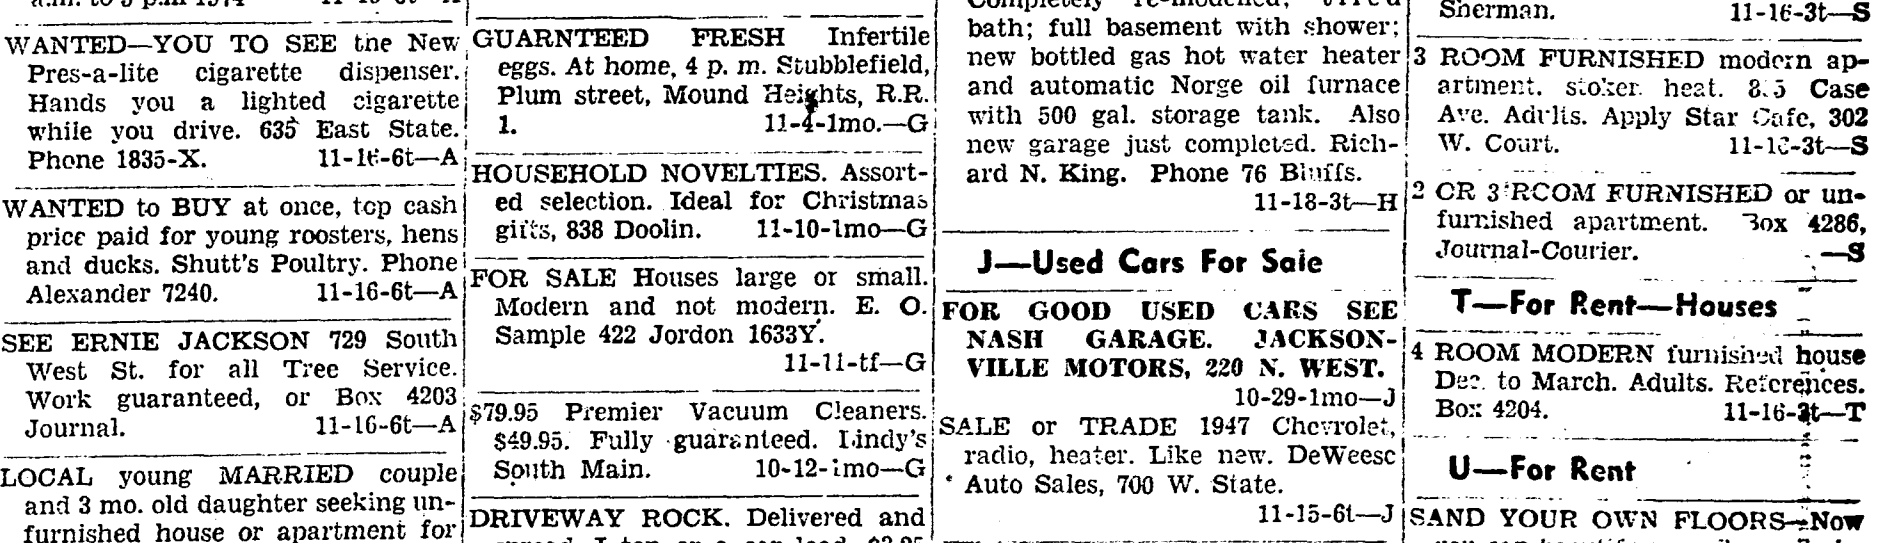 WANTED—YOU TO SEE the New
Pres-a-lite cigarette dispenser.
Hands you a lighted cigarette
while you drive. 635 East State.
Phone 1835-X. 11-16-6t—A
WANTED to BUY at once, top cash
price paid for young roosters, hens
and ducks. Shutt's Poultry. Phone
Alexander 7240. 11-16-6t—A
SEE ERNIE JACKSON 729 South
West St. for all Tree Service.
Work guaranteed, or Box 4203
Journal. 11-16-6t—A
LOCAL young MARRIED couple
and 3 mo. old daughter seeking un-
furnished house or apartment for
GUARNTEED FRESH Infertile
eggs. At home, 4 p. m. Stubblefield,
Plum street, Mound Heights, R.R.
1. 11-4-1mo.—G
HOUSEHOLD NOVELTIES. Assort-
ed selection. Ideal for Christmas
gifts, 838 Doolin. 11-10-1mo—G
FOR SALE Houses large or small.
Modern and not modern. E. O.
Sample 422 Jordon 1633Y.
11-11-tf—G
$79.95 Premier Vacuum Cleaners.
$49.95. Fully guaranteed. Lindy's
South Main. 10-12-1mo—G
DRIVEWAY ROCK. Delivered and
bath; full basement with shower;
new bottled gas hot water heater
and automatic Norge oil furnace
with 500 gal. storage tank. Also
new garage just completed. Rich-
ard N. King. Phone 76 Bluffs.
11-18-3t—H
J—Used Cars For Sale
FOR GOOD USED CARS SEE
NASH GARAGE. JACKSON-
VILLE MOTORS, 220 N. WEST.
10-29-1mo—J
SALE or TRADE 1947 Chevrolet,
radio, heater. Like new. DeWeese
Auto Sales, 700 W. State.
11-15-6t—J
Sherman. 11-16-3t—S
3 ROOM FURNISHED modern ap-
artment. stoker heat. Case
Ave. Adults. Apply Star Cafe, 302
W. Court. —S
2 OR 3 ROOM FURNISHED or un-
furnished apartment. Box 4286,
Journal-Courier. —S
T—For Rent—Houses
4 ROOM MODERN furnished house
Dec. to March. Adults. References.
Box 4204. 11-16-3t—T
U—For Rent
SAND YOUR OWN FLOORS—Now